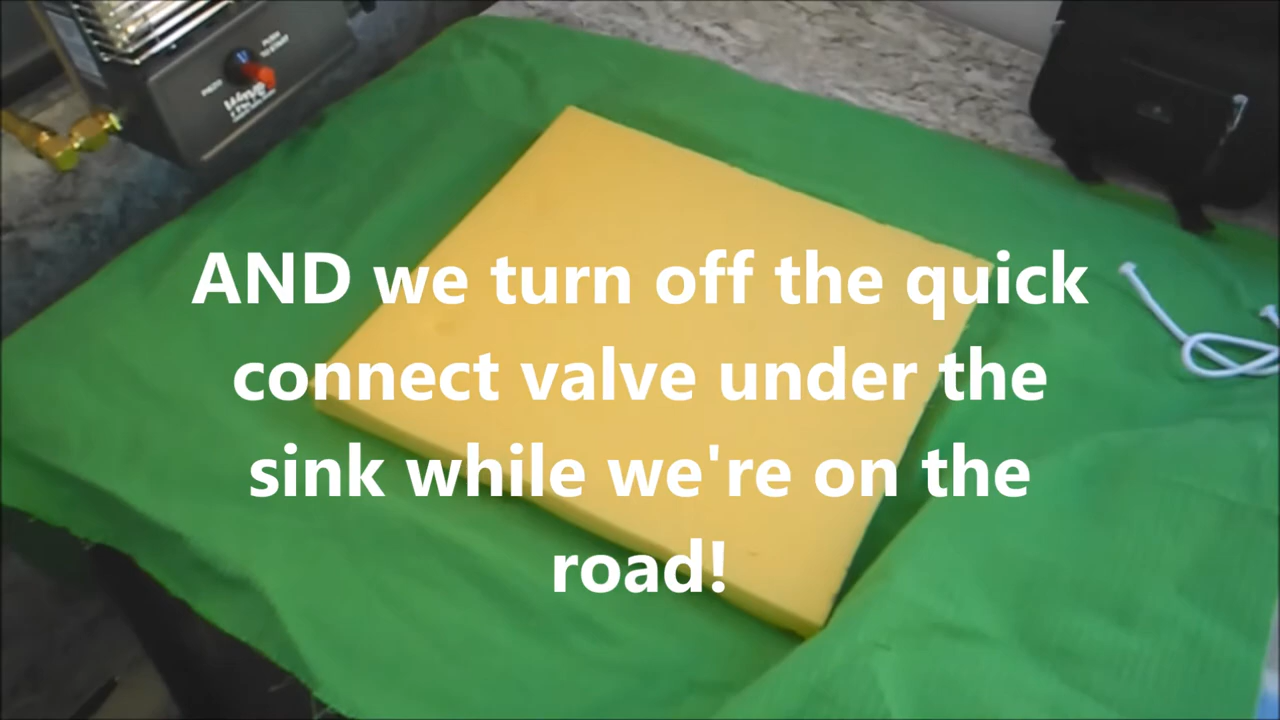 AND we turn off the quick
connect valve under the
sink while we're on the
road!